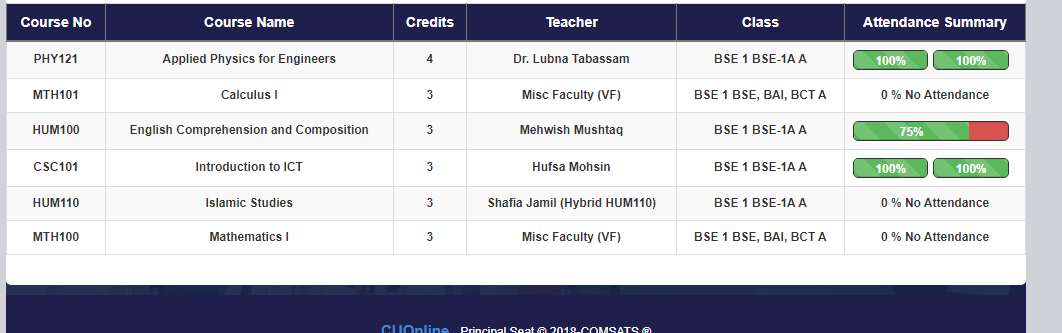 Course No Course Name Credits Teacher Class Attendance Summary
PHY121 Applied Physics for Engineers 4 Dr. Lubna Tabassam BSE 1 BSE-1A A 100% 100%
MTH101 Calculus I 3 Misc Faculty (VF) BSE 1 BSE, BAI, BCT A 0 % No Attendance
HUM100 English Comprehension and Composition 3 Mehwish Mushtaq BSE 1 BSE-1A A 75%
CSC101 Introduction to ICT 3 Hufsa Mohsin BSE 1 BSE-1A A 100% 100%
HUM110 Islamic Studies 3 Shafia Jamil (Hybrid HUM110) BSE 1 BSE-1A A 0 % No Attendance
MTH100 Mathematics I 3 Misc Faculty (VF) BSE 1 BSE, BAI, BCT A 0 % No Attendance
CUOnline Principal Seat © 2018-COMSATS ®